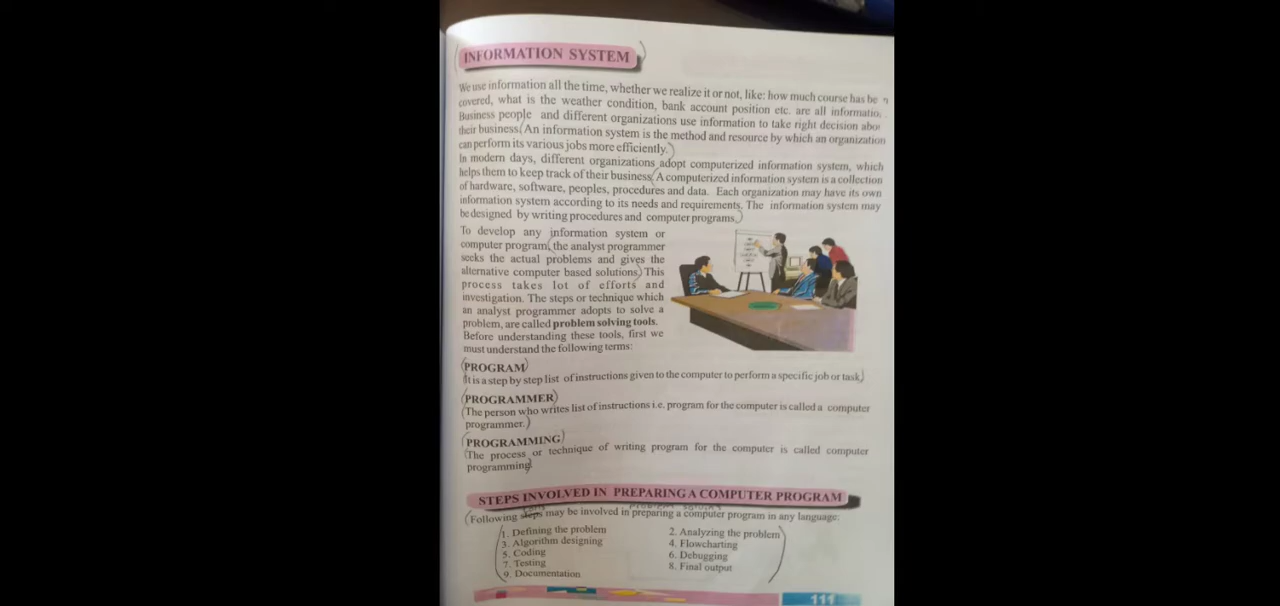 INFORMATION SYSTEM
We use information all the time, whether we realize it or not, like: how much course has be n
covered, what is the weather condition, bank account position etc. are all informatio.
Business people and different organizations use information to take right decision abo
their business. An information system is the method and resource by which an organization
can perform its various jobs more efficiently.
In modern days, different organizations adopt computerized information system, which
helps them to keep track of their business. A computerized information system is a collection
of hardware, software, peoples, procedures and data. Each organization may have its own
information system according to its needs and requirements. The information system may
be designed by writing procedures and computer programs.
To develop any information system or
computer program, the analyst programmer
seeks the actual problems and gives the
alternative computer based solutions. This
process takes lot of efforts and
investigation. The steps or technique which
an analyst programmer adopts to solve a
problem, are called problem solving tools.
Before understanding these tools, first we
must understand the following terms:
PROGRAM
It is a step by step list of instructions given to the computer to perform a specific job or task.
PROGRAMMER
The person who writes list of instructions i.e. program for the computer is called a computer
programmer.
PROGRAMMING
The process or technique of writing program for the computer is called computer
programming.
STEPS INVOLVED IN PREPARING A COMPUTER PROGRAM
Following steps may be involved in preparing a computer program in any language:
1. Defining the problem 2. Analyzing the problem
3. Algorithm designing 4. Flowcharting
5. Coding 6. Debugging
7. Testing 8. Final output
9. Documentation
111